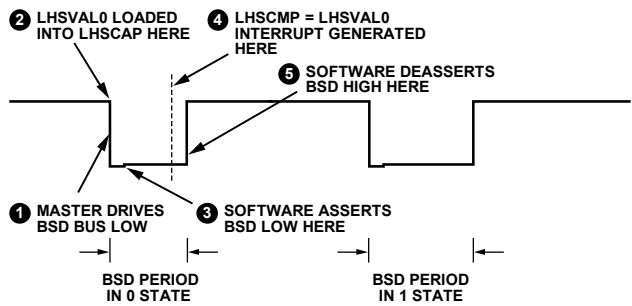 2 LHSVAL0 LOADED
INTO LHSCAP HERE
4 LHSCMP = LHSVAL0
INTERRUPT GENERATED
HERE
5 SOFTWARE DEASSERTS
BSD HIGH HERE
1 MASTER DRIVES
BSD BUS LOW
3 SOFTWARE ASSERTS
BSD LOW HERE
BSD PERIOD
IN 0 STATE
BSD PERIOD
IN 1 STATE